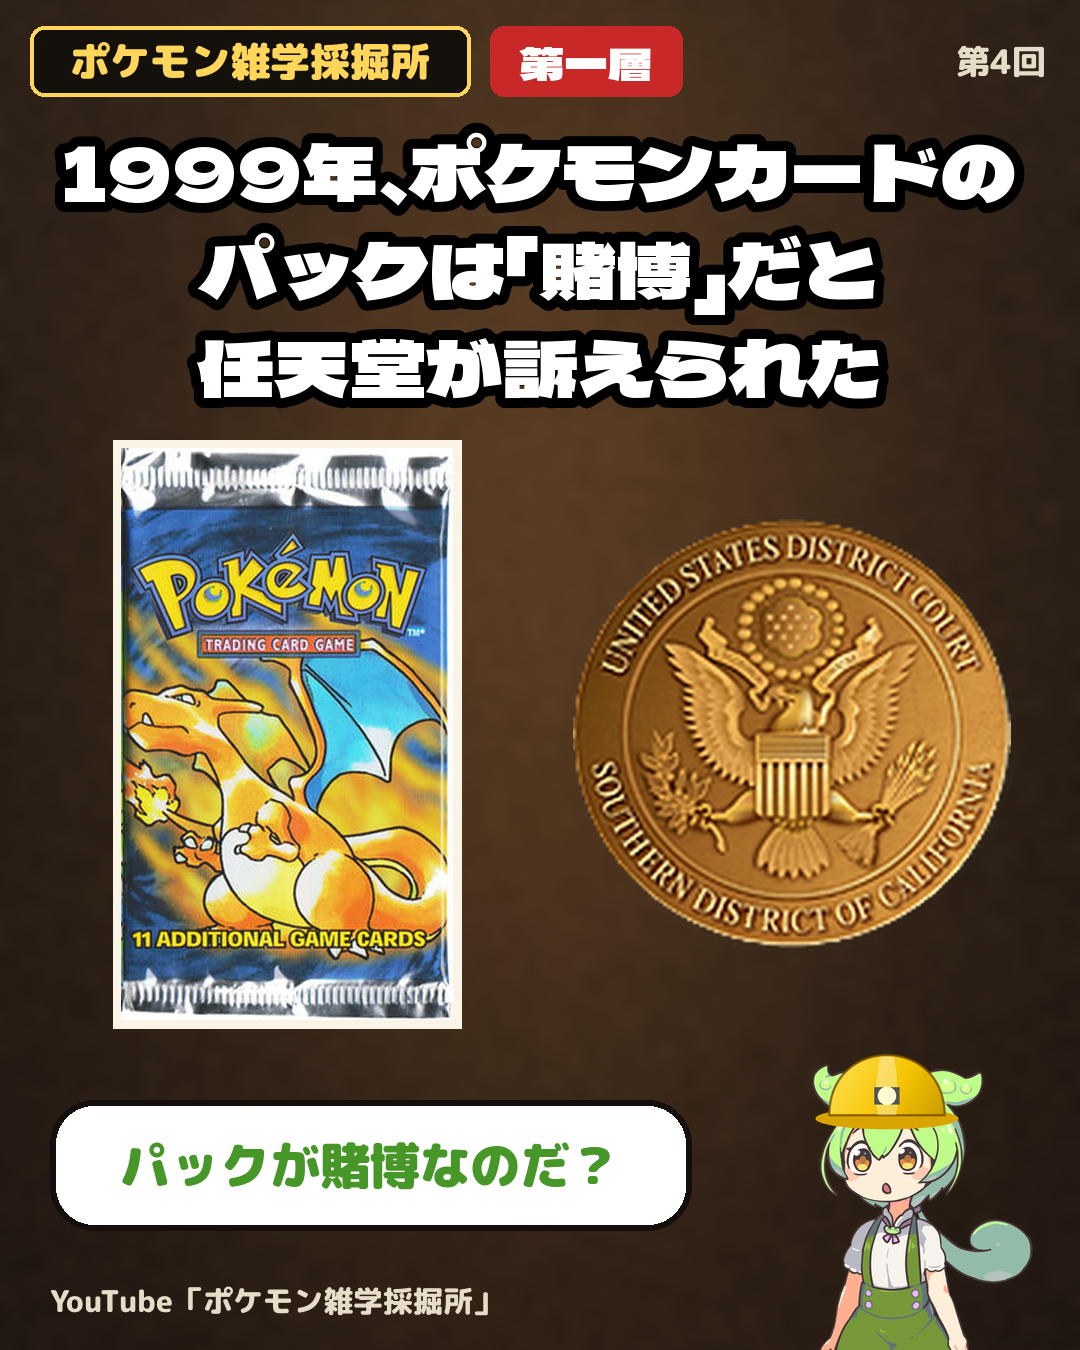 ポケモン雑学採掘所
第一層
第4回
1999年、ポケモンカードの
パックは「賭博」だと
任天堂が訴えられた
POKéMON
TM
TRADING CARD GAME
11 ADDITIONAL GAME CARDS
UNITED STATES DISTRICT COURT
SOUTHERN DISTRICT OF CALIFORNIA
パックが賭博なのだ？
YouTube「ポケモン雑学採掘所」